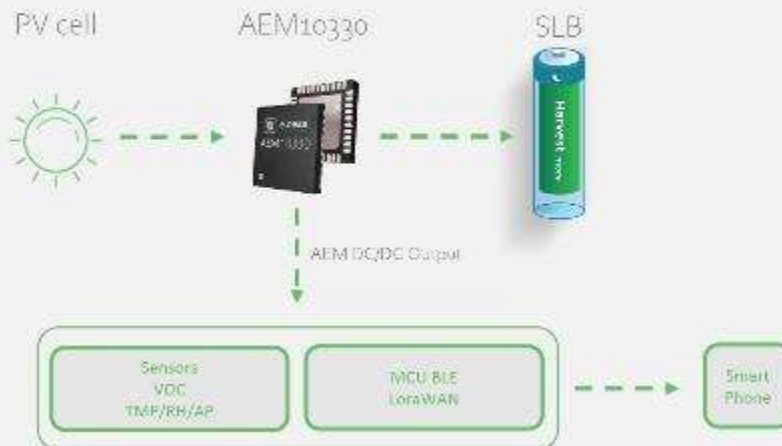 PV cell
AEM10330
SLB
AEM10330
Harvest
AEM DC/DC Output
Sensors
VOC
TMP/RH/AP
MCU BLE
LoraWAN
Smart
Phone